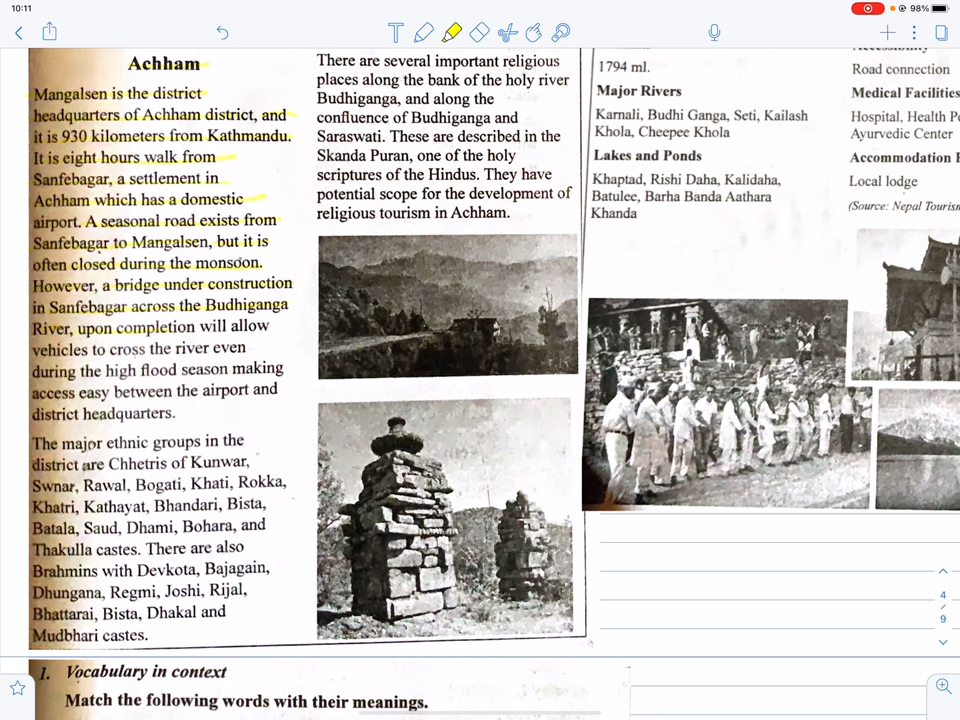 10:11
98%
Achham
Mangalsen is the district
headquarters of Achham district, and
it is 930 kilometers from Kathmandu.
It is eight hours walk from
Sanfebagar, a settlement in
Achham which has a domestic
airport. A seasonal road exists from
Sanfebagar to Mangalsen, but it is
often closed during the monsoon.
However, a bridge under construction
in Sanfebagar across the Budhiganga
River, upon completion will allow
vehicles to cross the river even
during the high flood season making
access easy between the airport and
district headquarters.
The major ethnic groups in the
district are Chhetris of Kunwar,
Swnar, Rawal, Bogati, Khati, Rokka,
Khatri, Kathayat, Bhandari, Bista,
Batala, Saud, Dhami, Bohara, and
Thakulla castes. There are also
Brahmins with Devkota, Bajagain,
Dhungana, Regmi, Joshi, Rijal,
Bhattarai, Bista, Dhakal and
Mudbhari castes.
There are several important religious
places along the bank of the holy river
Budhiganga, and along the
confluence of Budhiganga and
Saraswati. These are described in the
Skanda Puran, one of the holy
scriptures of the Hindus. They have
potential scope for the development of
religious tourism in Achham.
1794 ml.
Major Rivers
Karnali, Budhi Ganga, Seti, Kailash
Khola, Cheepee Khola
Lakes and Ponds
Khaptad, Rishi Daha, Kalidaha,
Batulee, Barha Banda Aathara
Khanda
Road connection
Medical Facilities
Hospital, Health
Ayurvedic Center
Accommodation
Local lodge
(Source: Nepal Tourism
4
/
9
1. Vocabulary in context
Match the following words with their meanings.